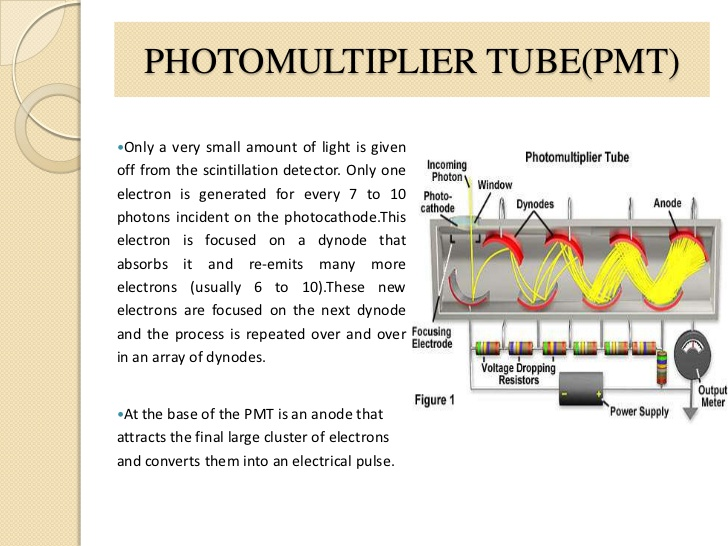 PHOTOMULTIPLIER TUBE(PMT)
•Only a very small amount of light is given
off from the scintillation detector. Only one
electron is generated for every 7 to 10
photons incident on the photocathode.This
electron is focused on a dynode that
absorbs it and re-emits many more
electrons (usually 6 to 10).These new
electrons are focused on the next dynode
and the process is repeated over and over
in an array of dynodes.
•At the base of the PMT is an anode that
attracts the final large cluster of electrons
and converts them into an electrical pulse.
Photomultiplier Tube
Incoming
Photon
Window
Photo-
cathode
Dynodes
Anode
Focusing
Electrode
Voltage Dropping
Resistors
Output
Meter
Power Supply
Figure 1